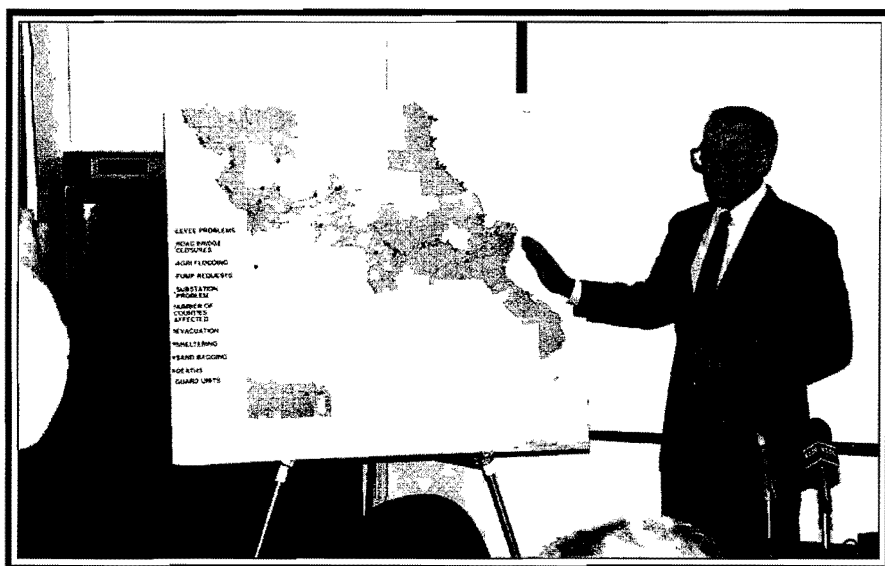 LEVEE PROBLEMS
ROAD BRIDGE
CLOSURES
AGRI FLOODING
PUMP REQUESTS
SUBSTATION
PROBLEM
NUMBER OF
COUNTIES
AFFECTED
EVACUATION
SHELTERING
SAND BAGGING
DEATHS
GUARD UNITS